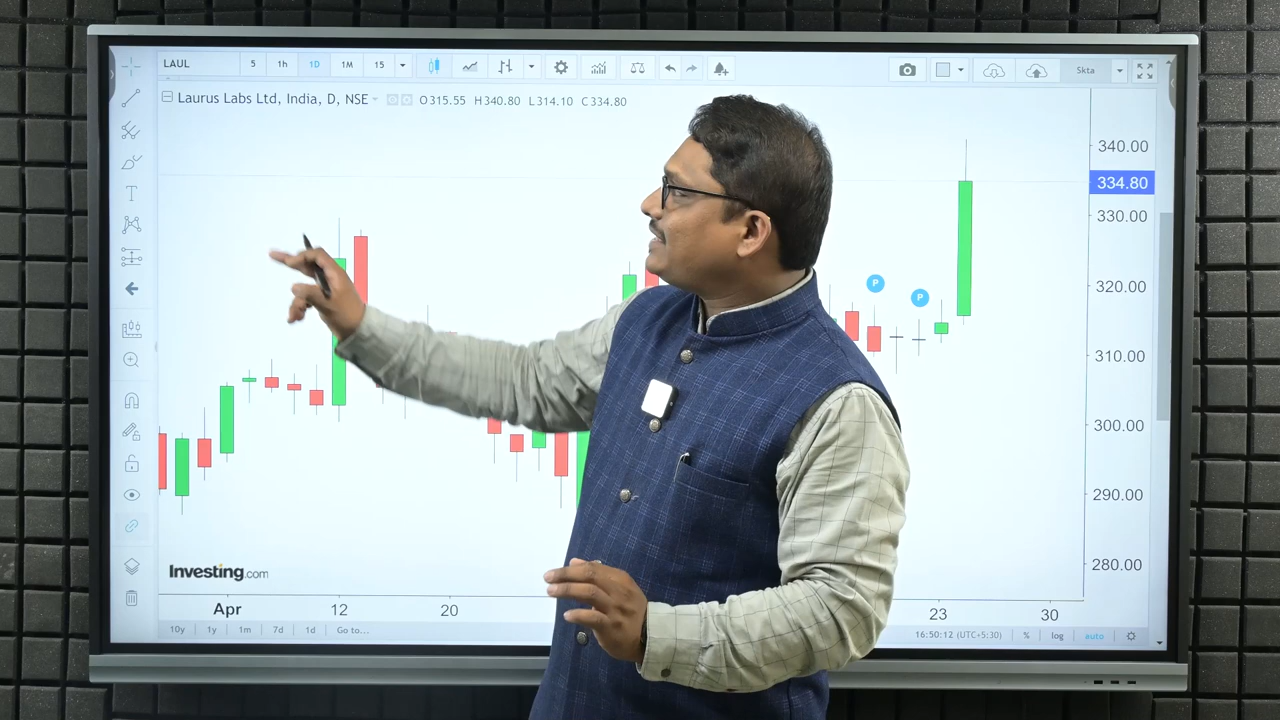 LAUL 5 1h 1D 1M 15 Skta
Laurus Labs Ltd, India, D, NSE O315.55 H340.80 L314.10 C334.80
T
340.00
334.80
330.00
P
P
320.00
310.00
300.00
290.00
280.00
Investing.com
Apr 12 20 23 30
10y 1y 1m 7d 1d Go to... 16:50:12 (UTC+5:30) % log auto